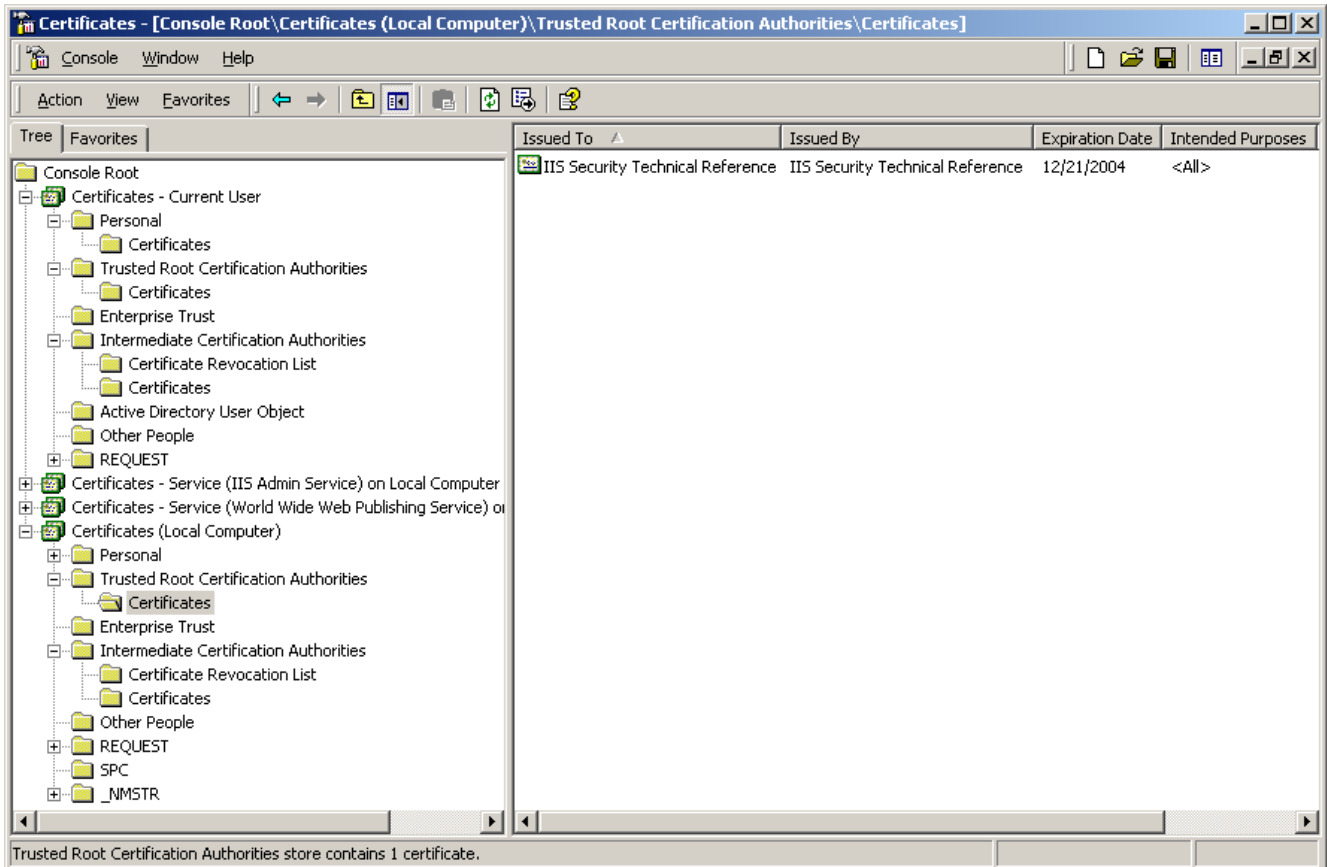 Certificates - [Console Root\Certificates (Local Computer)\Trusted Root Certification Authorities\Certificates]
Console Window Help
Action View Favorites
Tree Favorites
Issued To Issued By Expiration Date Intended Purposes
IIS Security Technical Reference IIS Security Technical Reference 12/21/2004 <All>
Console Root
Certificates - Current User
Personal
Certificates
Trusted Root Certification Authorities
Certificates
Enterprise Trust
Intermediate Certification Authorities
Certificate Revocation List
Certificates
Active Directory User Object
Other People
REQUEST
Certificates - Service (IIS Admin Service) on Local Computer
Certificates - Service (World Wide Web Publishing Service) on
Certificates (Local Computer)
Personal
Trusted Root Certification Authorities
Certificates
Enterprise Trust
Intermediate Certification Authorities
Certificate Revocation List
Certificates
Other People
REQUEST
SPC
_NMSTR
Trusted Root Certification Authorities store contains 1 certificate.